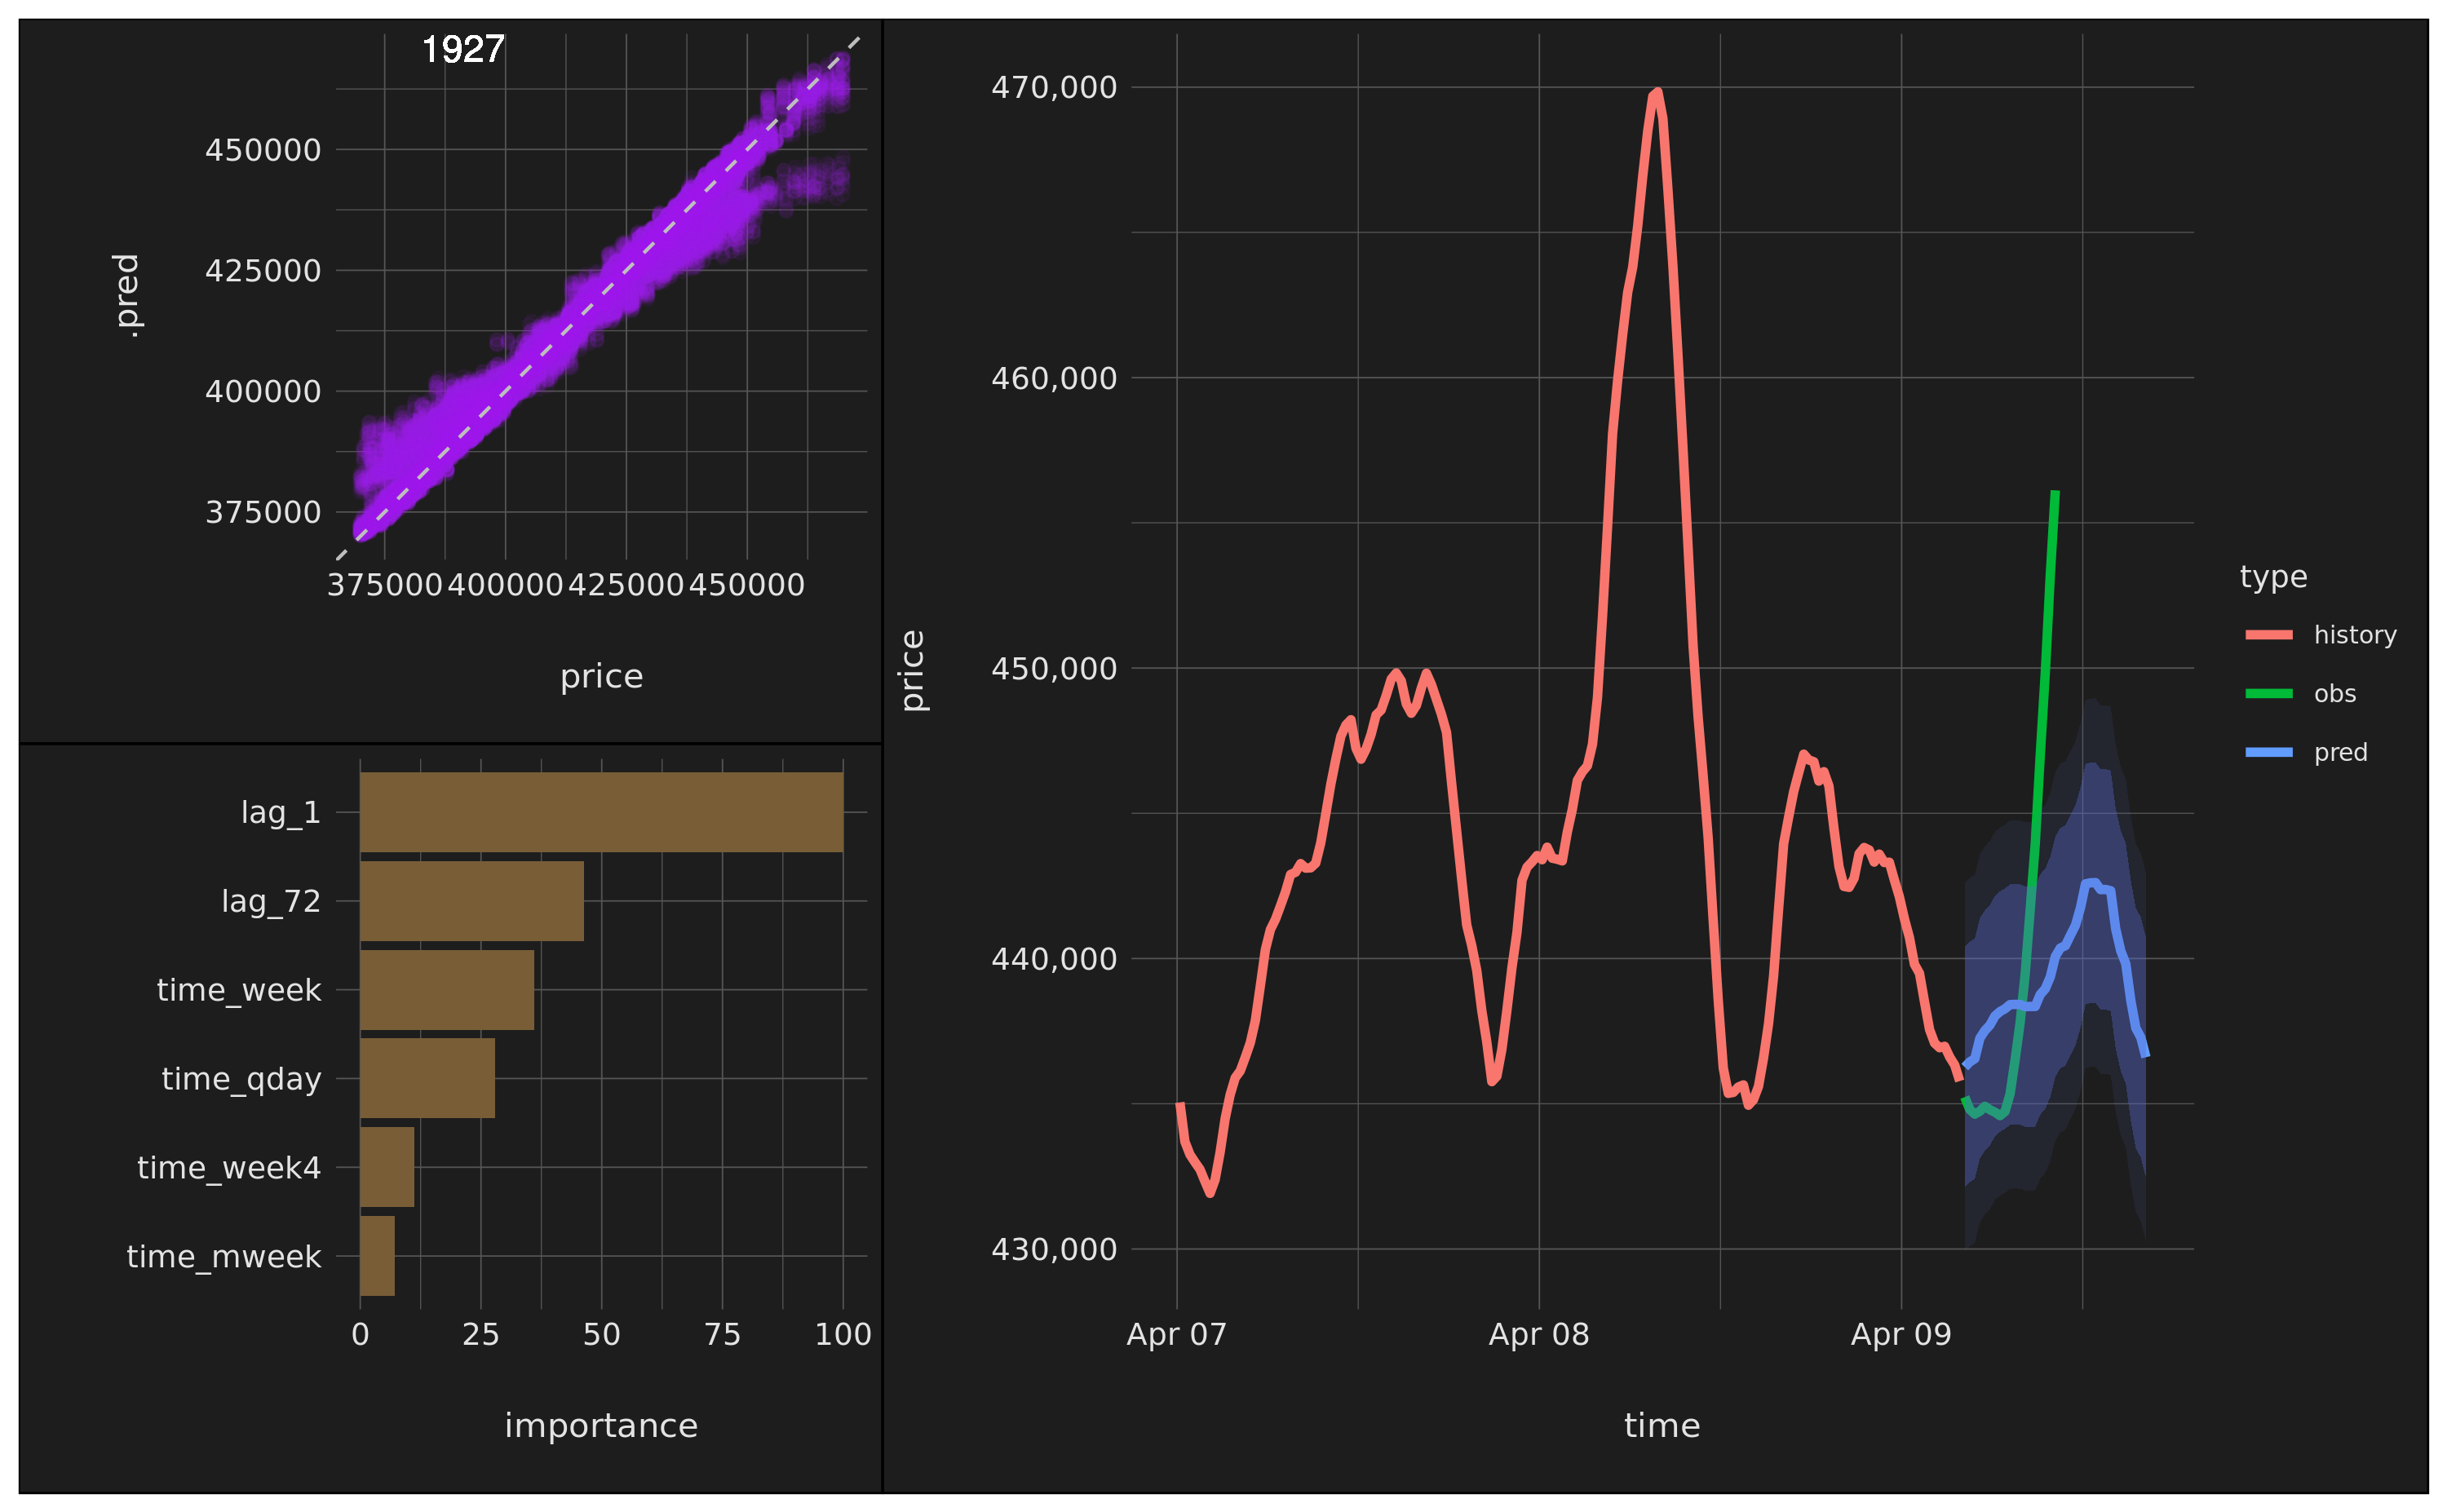 1927
.pred
450000
425000
400000
375000
375000 400000 425000 450000
price
lag_1
lag_72
time_week
time_qday
time_week4
time_mweek
0 25 50 75 100
importance
price
470,000
460,000
450,000
440,000
430,000
Apr 07 Apr 08 Apr 09
time
type
history
obs
pred